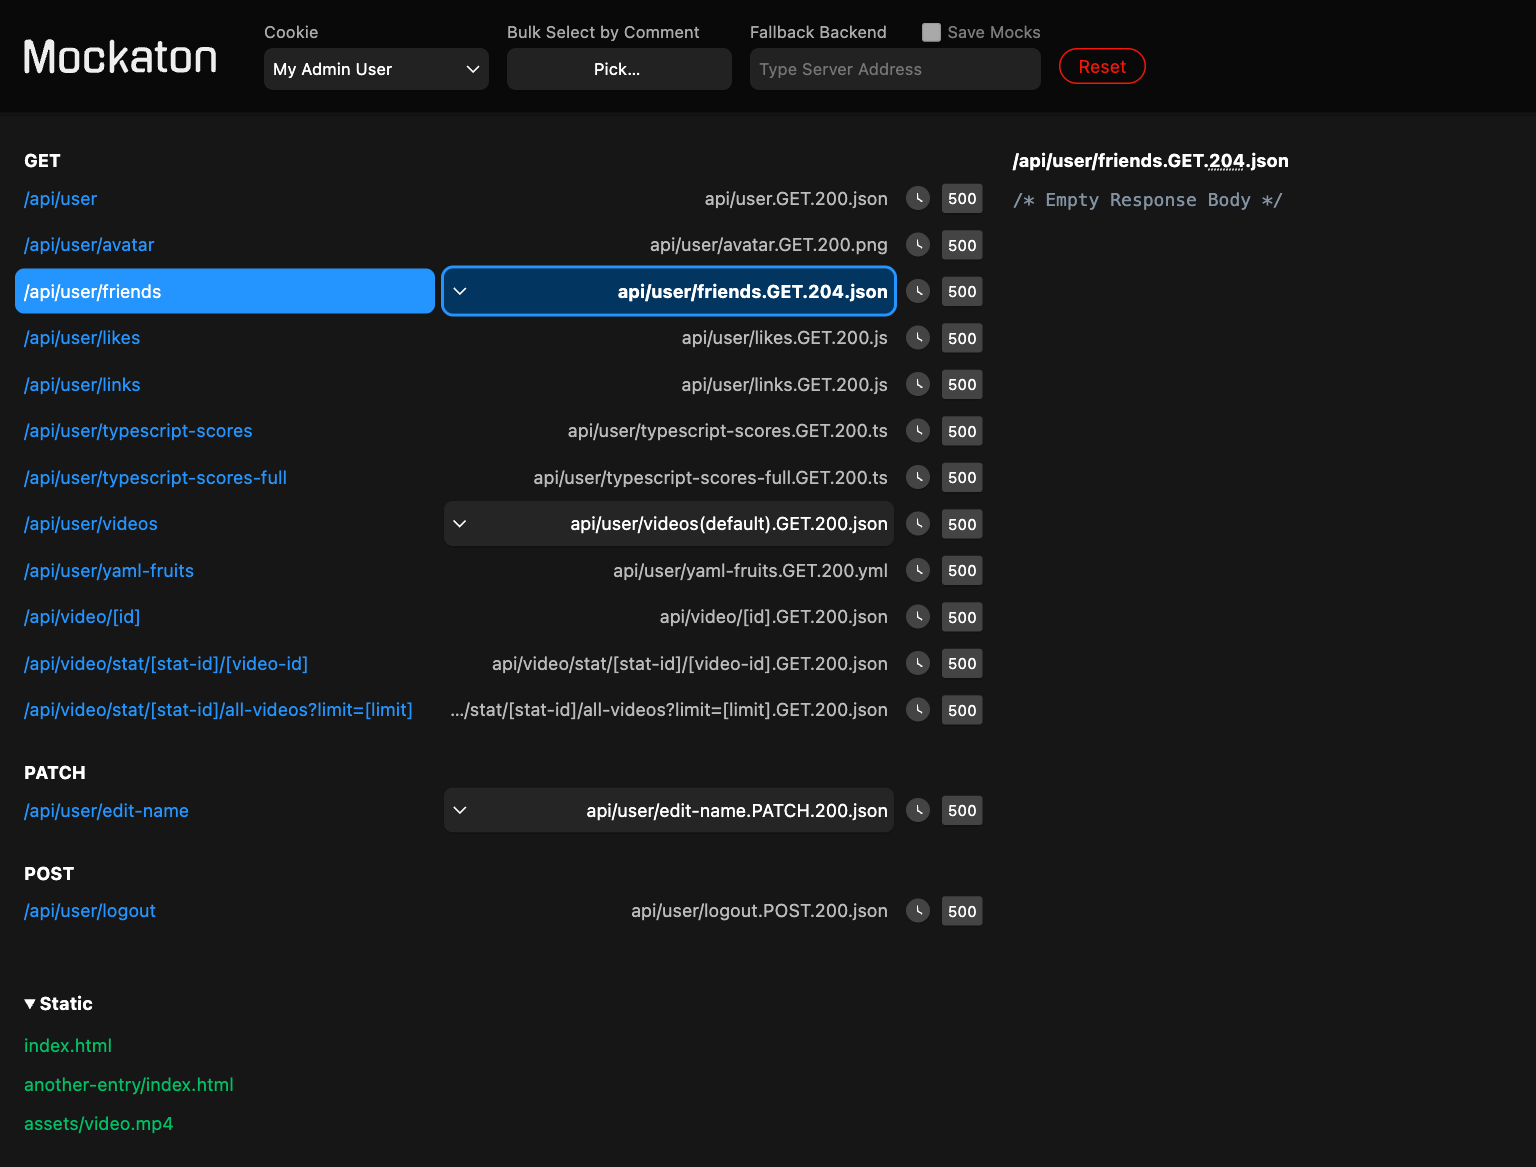 Mockaton
Cookie
My Admin User
Bulk Select by Comment
Pick...
Fallback Backend
Save Mocks
Type Server Address
Reset
GET
/api/user api/user.GET.200.json 500
/api/user/avatar api/user/avatar.GET.200.png 500
/api/user/friends api/user/friends.GET.204.json 500
/api/user/likes api/user/likes.GET.200.js 500
/api/user/links api/user/links.GET.200.js 500
/api/user/typescript-scores api/user/typescript-scores.GET.200.ts 500
/api/user/typescript-scores-full api/user/typescript-scores-full.GET.200.ts 500
/api/user/videos api/user/videos(default).GET.200.json 500
/api/user/yaml-fruits api/user/yaml-fruits.GET.200.yml 500
/api/video/[id] api/video/[id].GET.200.json 500
/api/video/stat/[stat-id]/[video-id] api/video/stat/[stat-id]/[video-id].GET.200.json 500
/api/video/stat/[stat-id]/all-videos?limit=[limit] .../stat/[stat-id]/all-videos?limit=[limit].GET.200.json 500
PATCH
/api/user/edit-name api/user/edit-name.PATCH.200.json 500
POST
/api/user/logout api/user/logout.POST.200.json 500
Static
index.html
another-entry/index.html
assets/video.mp4
/api/user/friends.GET.204.json
/* Empty Response Body */